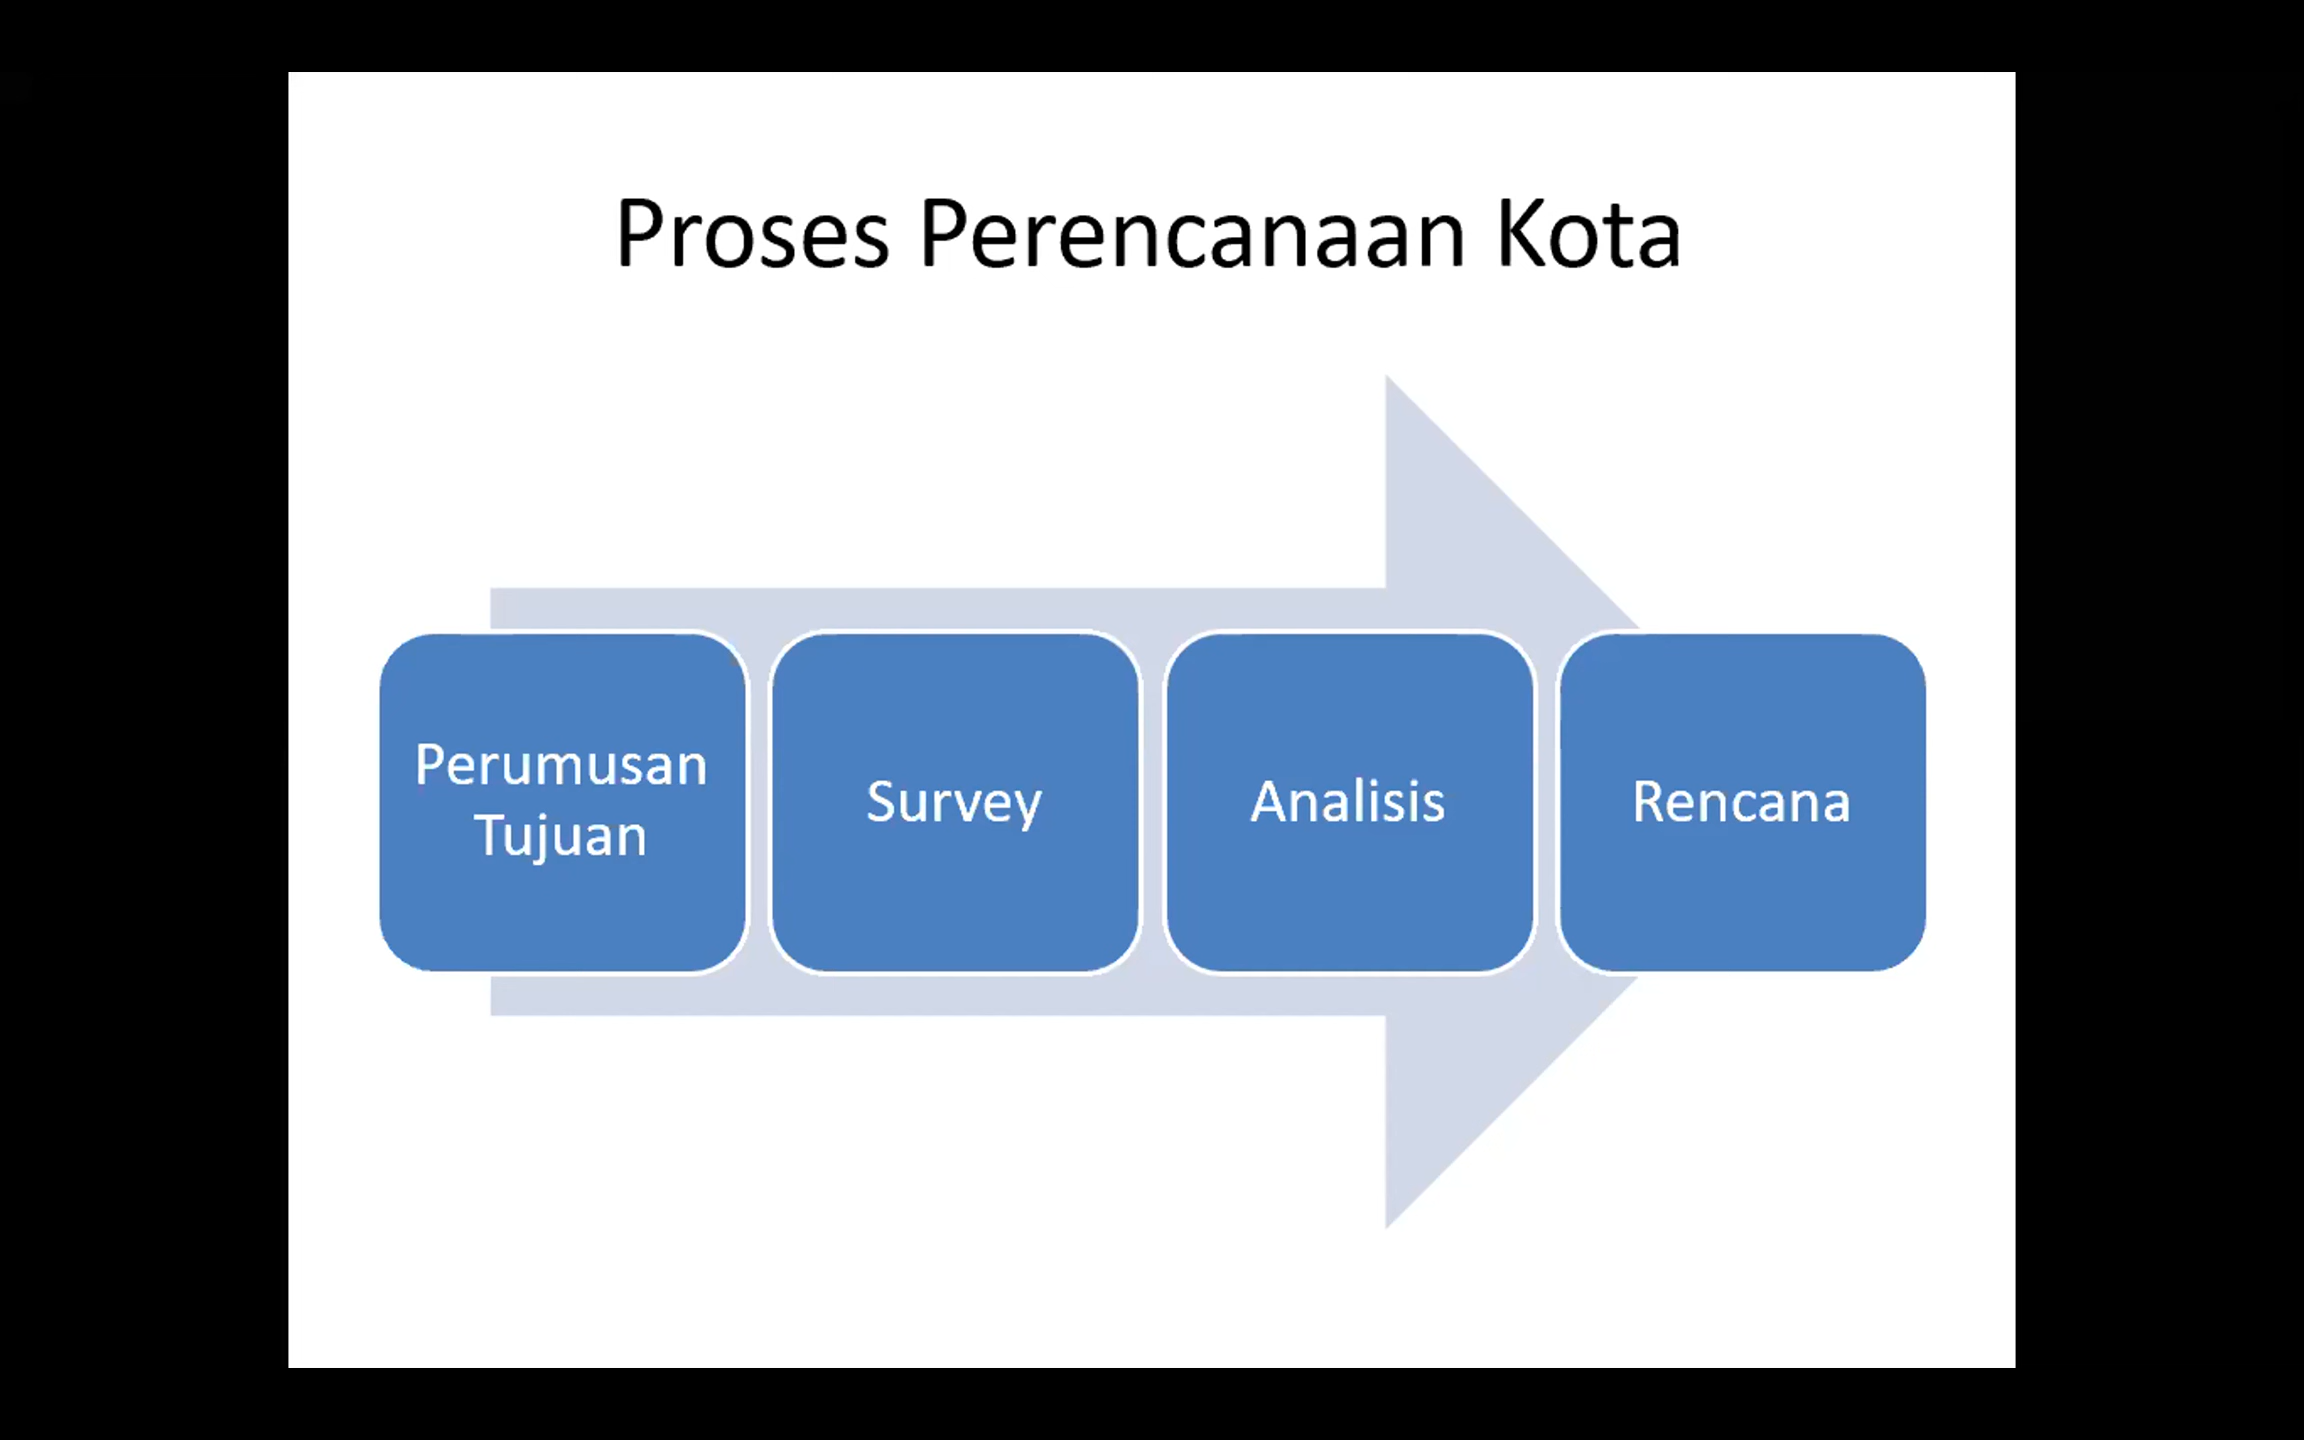 Proses Perencanaan Kota
Perumusan
Tujuan
Survey
Analisis
Rencana